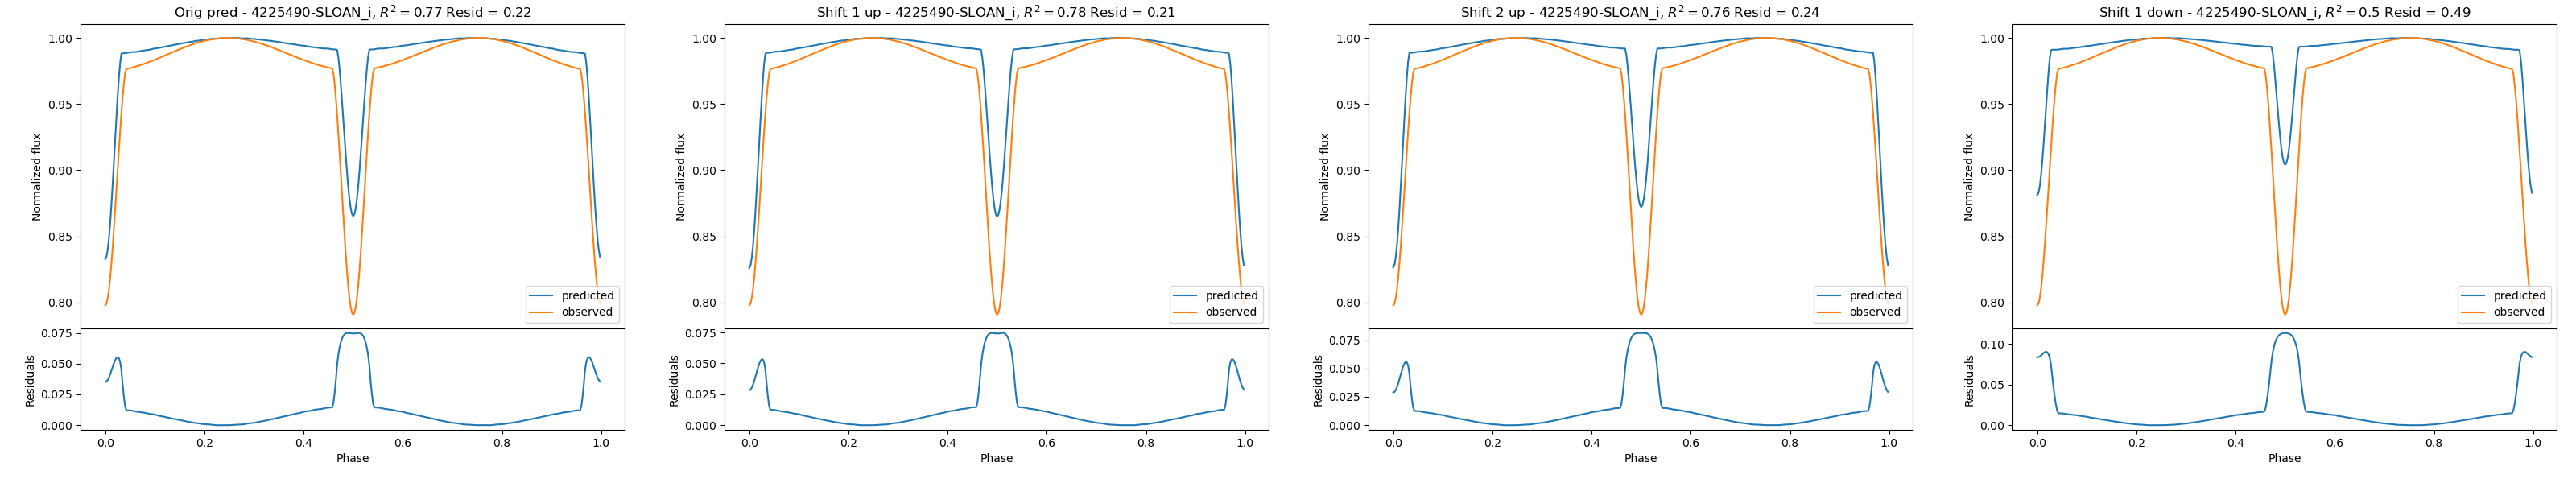 Orig pred - 4225490-SLOAN_i, R² = 0.77 Resid = 0.22
1.00
0.95
0.90
0.85
0.80
Normalized flux
predicted
observed
0.075
0.050
0.025
0.000
Residuals
0.0 0.2 0.4 0.6 0.8 1.0
Phase
Shift 1 up - 4225490-SLOAN_i, R² = 0.78 Resid = 0.21
1.00
0.95
0.90
0.85
0.80
Normalized flux
predicted
observed
0.075
0.050
0.025
0.000
Residuals
0.0 0.2 0.4 0.6 0.8 1.0
Phase
Shift 2 up - 4225490-SLOAN_i, R² = 0.76 Resid = 0.24
1.00
0.95
0.90
0.85
0.80
Normalized flux
predicted
observed
0.075
0.050
0.025
0.000
Residuals
0.0 0.2 0.4 0.6 0.8 1.0
Phase
Shift 1 down - 4225490-SLOAN_i, R² = 0.5 Resid = 0.49
1.00
0.95
0.90
0.85
0.80
Normalized flux
predicted
observed
0.10
0.05
0.00
Residuals
0.0 0.2 0.4 0.6 0.8 1.0
Phase